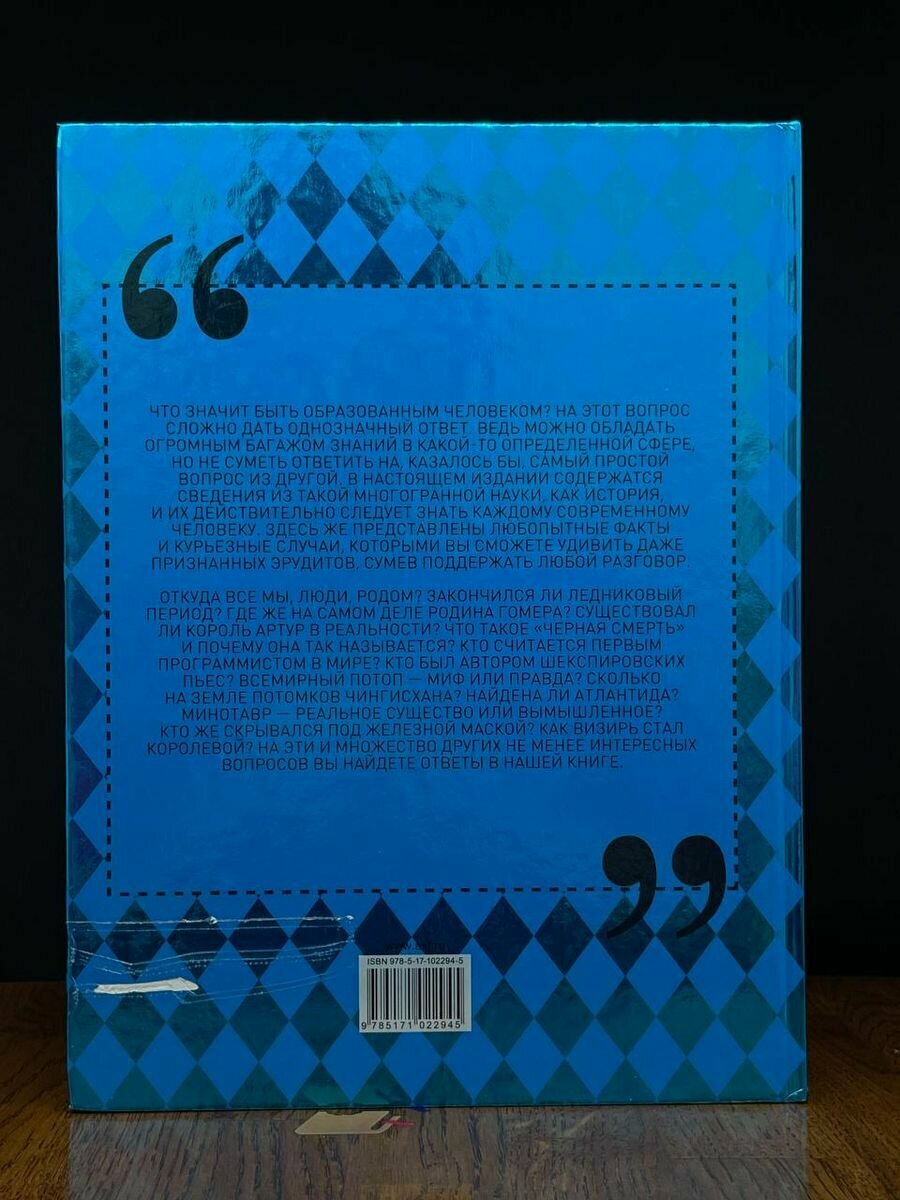 “
ЧТО ЗНАЧИТ БЫТЬ ОБРАЗОВАННЫМ ЧЕЛОВЕКОМ? НА ЭТОТ ВОПРОС
СЛОЖНО ДАТЬ ОДНОЗНАЧНЫЙ ОТВЕТ. ВЕДЬ МОЖНО ОБЛАДАТЬ
ОГРОМНЫМ БАГАЖОМ ЗНАНИЙ В КАКОЙ-ТО ОПРЕДЕЛЕННОЙ СФЕРЕ,
НО НЕ СУМЕТЬ ОТВЕТИТЬ НА, КАЗАЛОСЬ БЫ, САМЫЙ ПРОСТОЙ
ВОПРОС ИЗ ДРУГОЙ. В НАСТОЯЩЕМ ИЗДАНИИ СОДЕРЖАТСЯ
СВЕДЕНИЯ ИЗ ТАКОЙ МНОГОГРАННОЙ НАУКИ, КАК ИСТОРИЯ,
И ИХ ДЕЙСТВИТЕЛЬНО СЛЕДУЕТ ЗНАТЬ КАЖДОМУ СОВРЕМЕННОМУ
ЧЕЛОВЕКУ. ЗДЕСЬ ЖЕ ПРЕДСТАВЛЕНЫ ЛЮБОПЫТНЫЕ ФАКТЫ
И КУРЬЕЗНЫЕ СЛУЧАИ, КОТОРЫМИ ВЫ СМОЖЕТЕ УДИВИТЬ ДАЖЕ
ПРИЗНАННЫХ ЭРУДИТОВ, СУМЕВ ПОДДЕРЖАТЬ ЛЮБОЙ РАЗГОВОР.
ОТКУДА ВСЕ МЫ, ЛЮДИ, РОДОМ? ЗАКОНЧИЛСЯ ЛИ ЛЕДНИКОВЫЙ
ПЕРИОД? ГДЕ ЖЕ НА САМОМ ДЕЛЕ РОДИНА ГОМЕРА? СУЩЕСТВОВАЛ
ЛИ КОРОЛЬ АРТУР В РЕАЛЬНОСТИ? ЧТО ТАКОЕ «ЧЕРНАЯ СМЕРТЬ»
И ПОЧЕМУ ОНА ТАК НАЗЫВАЕТСЯ? КТО СЧИТАЕТСЯ ПЕРВЫМ
ПРОГРАММИСТОМ В МИРЕ? КТО БЫЛ АВТОРОМ ШЕКСПИРОВСКИХ
ПЬЕС? ВСЕМИРНЫЙ ПОТОП — МИФ ИЛИ ПРАВДА? СКОЛЬКО
НА ЗЕМЛЕ ПОТОМКОВ ЧИНГИСХАНА? НАЙДЕНА ЛИ АТЛАНТИДА?
МИНОТАВР — РЕАЛЬНОЕ СУЩЕСТВО ИЛИ ВЫМЫШЛЕННОЕ?
КТО ЖЕ СКРЫВАЛСЯ ПОД ЖЕЛЕЗНОЙ МАСКОЙ? КАК ВИЗИРЬ СТАЛ
КОРОЛЕВОЙ? НА ЭТИ И МНОЖЕСТВО ДРУГИХ НЕ МЕНЕЕ ИНТЕРЕСНЫХ
ВОПРОСОВ ВЫ НАЙДЕТЕ ОТВЕТЫ В НАШЕЙ КНИГЕ.
”
www.ast.ru
ISBN 978-5-17-102294-5
9 785171 022945